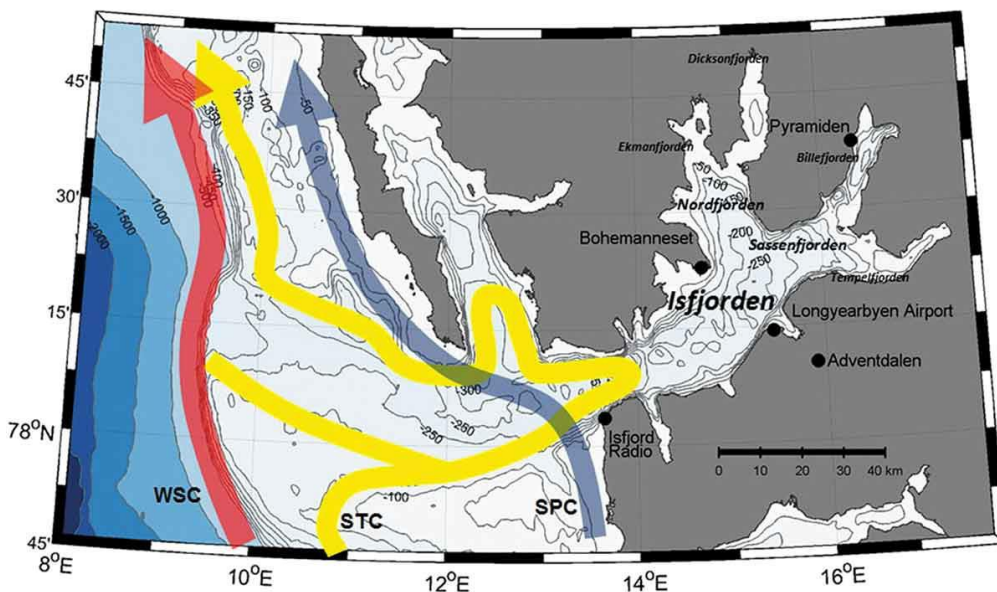 45'
30'
15'
78°N
45'
8°E
10°E
12°E
14°E
16°E
Dicksonfjorden
Pyramiden
Ekmanfjorden
Billefjorden
Nordfjorden
Bohemanneset
Sassenfjorden
Tempelfjorden
Isfjorden
Longyearbyen Airport
Adventdalen
Isfjord
Radio
0 10 20 30 40
km
WSC
STC
SPC
-2000
-1500
-1000
-400
-150
-100
-50
-50
-100
-200
-250
-300
-250
-250
-100